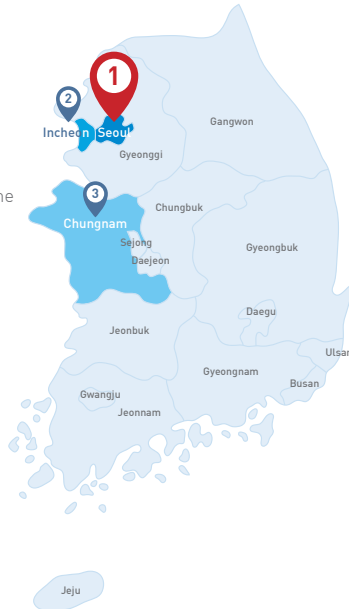 1
2
Incheon
Seoul
Gangwon
Gyeonggi
ne
3
Chungnam
Chungbuk
Sejong
Daejeon
Gyeongbuk
Daegu
Jeonbuk
Ulsan
Gyeongnam
Busan
Gwangju
Jeonnam
Jeju